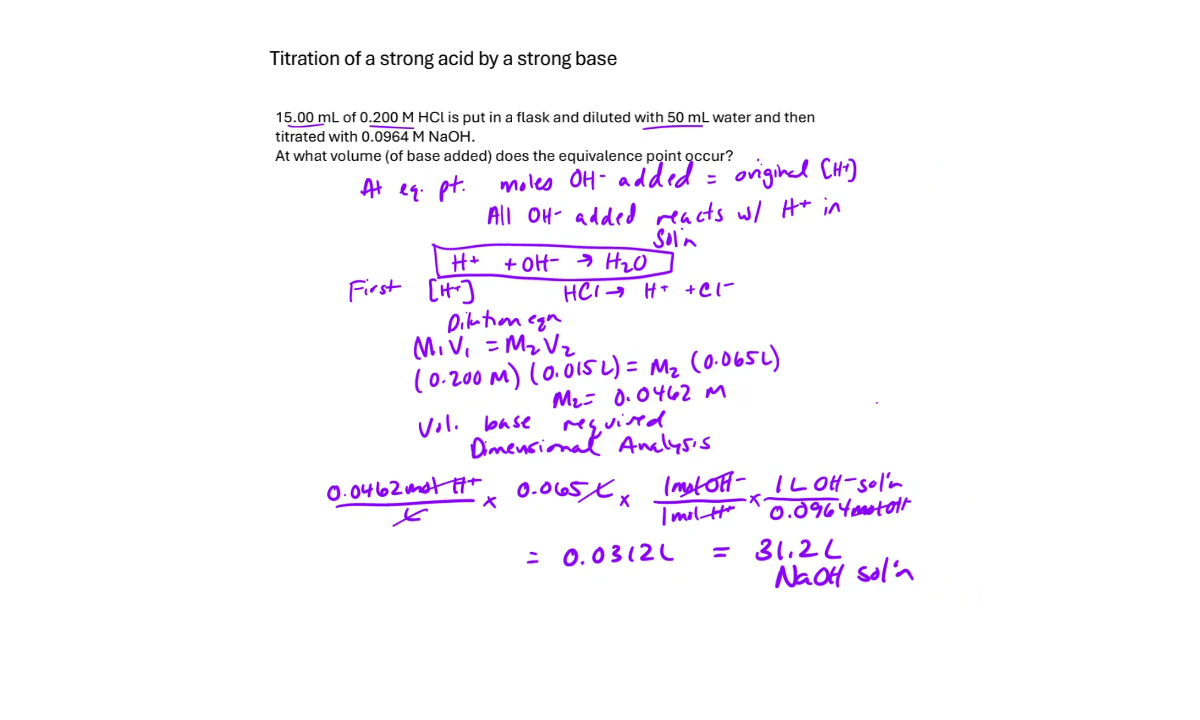 Titration of a strong acid by a strong base
15.00 mL of 0.200 M HCl is put in a flask and diluted with 50 mL water and then
titrated with 0.0964 M NaOH.
At what volume (of base added) does the equivalence point occur?
At eq. pt. moles OH- added = original [H+]
All OH- added reacts w/ H+ in
Sol'n
H+ + OH- → H2O
First [H+] HCl → H+ + Cl-
Dilution eqn
M1V1 = M2V2
(0.200 M) (0.015 L) = M2 (0.065L)
M2 = 0.0462 M
Vol. base required
Dimensional Analysis
0.0462 mol H+ x 0.065 L x 1 mol OH- x 1 L OH- sol'n
L 1 mol H+ 0.0964 mol OH-
= 0.0312L = 31.2 L
NaOH sol'n